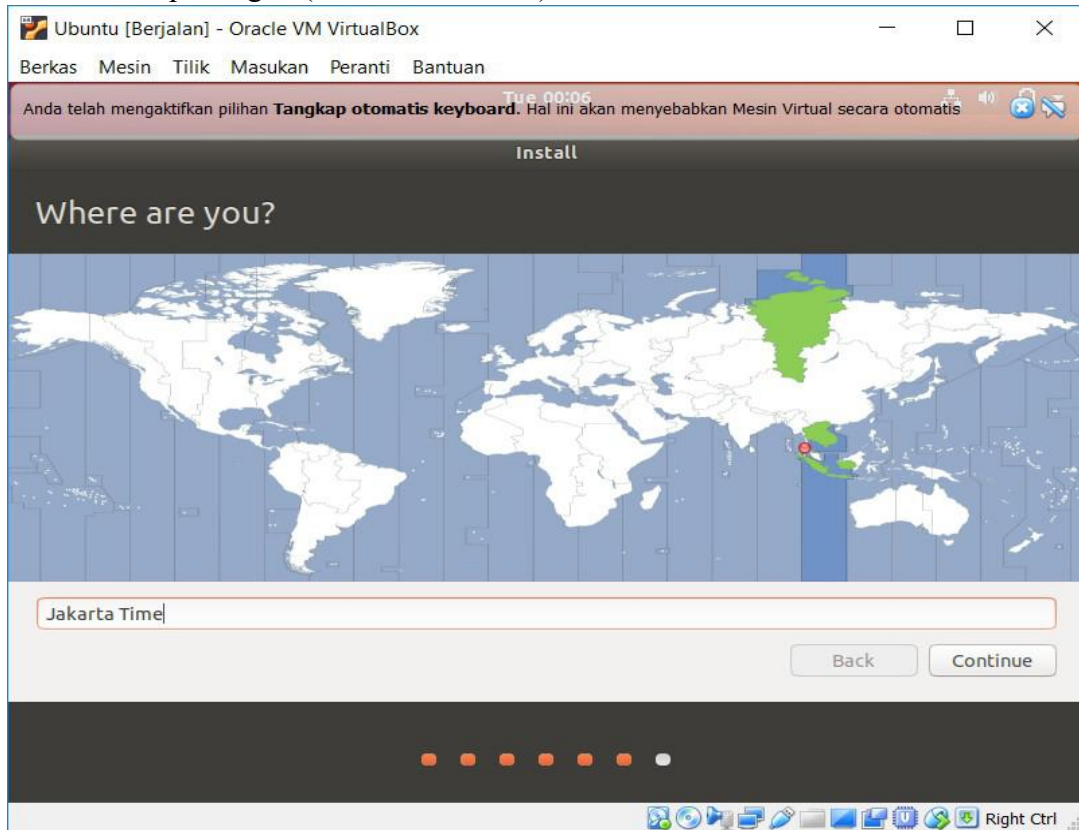 Ubuntu [Berjalan] - Oracle VM VirtualBox
Berkas Mesin Tilik Masukan Peranti Bantuan
Tue 00:06
Anda telah mengaktifkan pilihan Tangkap otomatis keyboard. Hal ini akan menyebabkan Mesin Virtual secara otomatis
Install
Where are you?
Jakarta Time
Back Continue
Right Ctrl